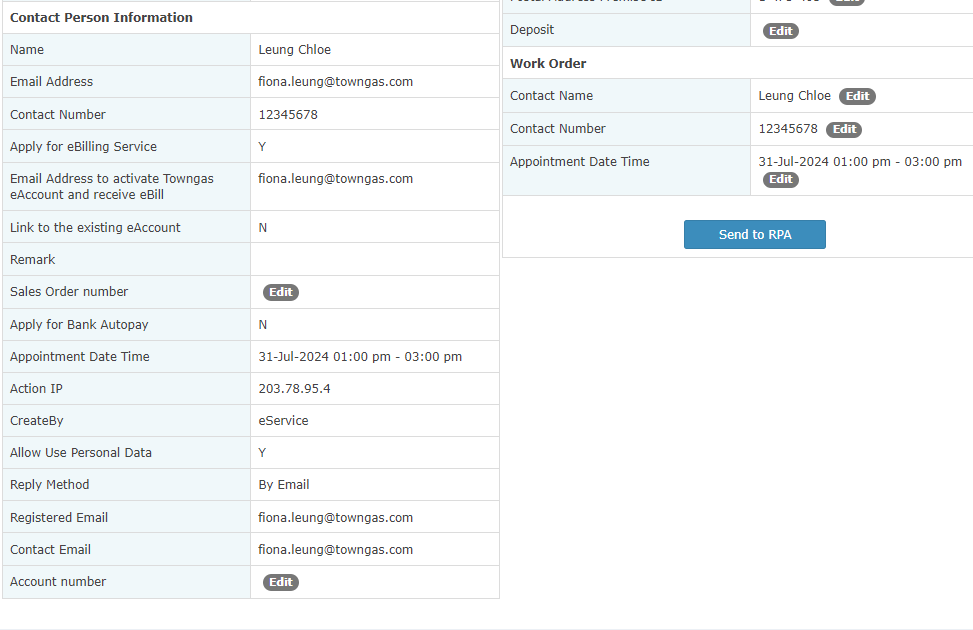 Contact Person Information
Name Leung Chloe
Email Address fiona.leung@towngas.com
Contact Number 12345678
Apply for eBilling Service Y
Email Address to activate Towngas fiona.leung@towngas.com
eAccount and receive eBill
Link to the existing eAccount N
Remark
Sales Order number Edit
Apply for Bank Autopay N
Appointment Date Time 31-Jul-2024 01:00 pm - 03:00 pm
Action IP 203.78.95.4
CreateBy eService
Allow Use Personal Data Y
Reply Method By Email
Registered Email fiona.leung@towngas.com
Contact Email fiona.leung@towngas.com
Account number Edit
Deposit Edit
Work Order
Contact Name Leung Chloe Edit
Contact Number 12345678 Edit
Appointment Date Time 31-Jul-2024 01:00 pm - 03:00 pm
Edit
Send to RPA